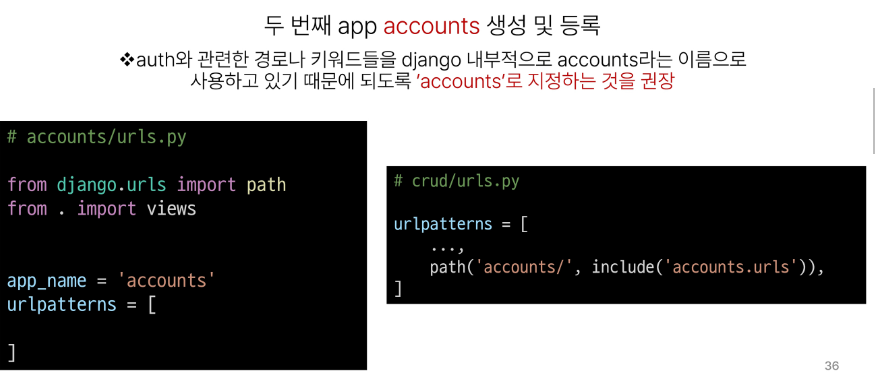 두 번째 app accounts 생성 및 등록
❖auth와 관련한 경로나 키워드들을 django 내부적으로 accounts라는 이름으로
사용하고 있기 때문에 되도록 'accounts'로 지정하는 것을 권장
# accounts/urls.py
from django.urls import path
from . import views
app_name = 'accounts'
urlpatterns = [
]
# crud/urls.py
urlpatterns = [
    ...,
    path('accounts/', include('accounts.urls')),
]
36